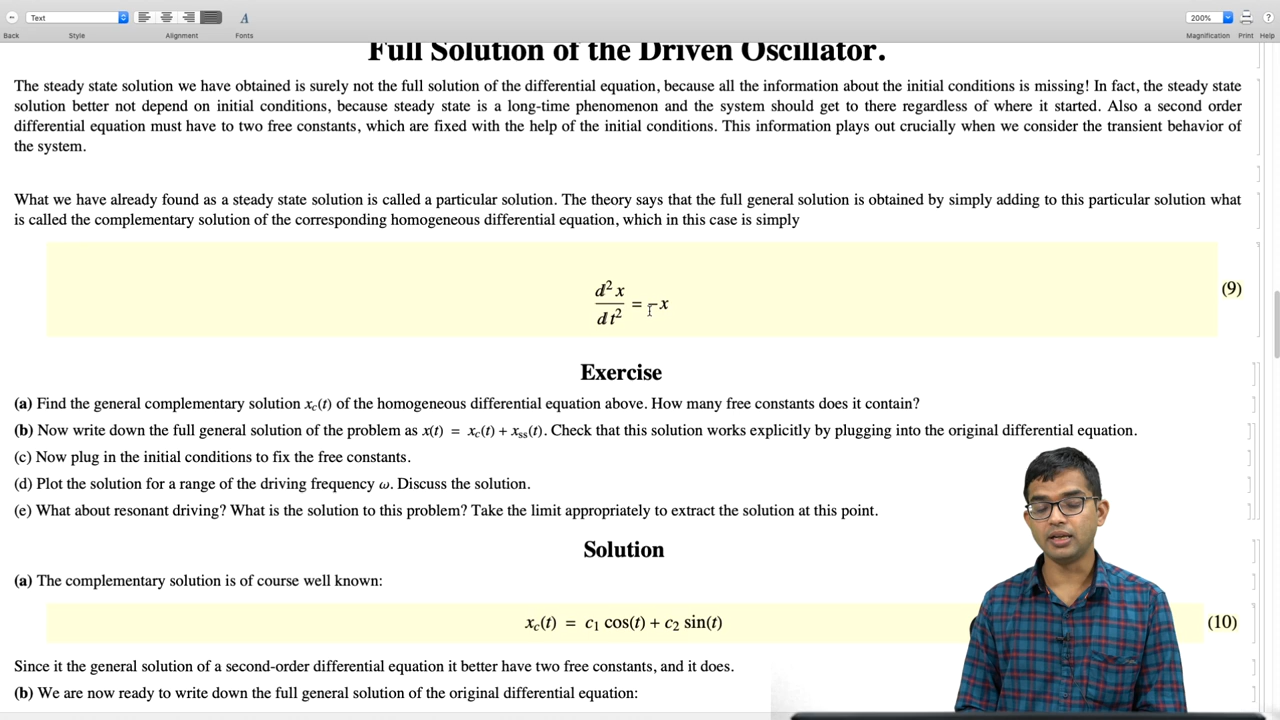 Text
200%
Back
Style
Alignment
Fonts
Magnification
Print
Help
Full Solution of the Driven Oscillator.
The steady state solution we have obtained is surely not the full solution of the differential equation, because all the information about the initial conditions is missing! In fact, the steady state
solution better not depend on initial conditions, because steady state is a long-time phenomenon and the system should get to there regardless of where it started. Also a second order
differential equation must have to two free constants, which are fixed with the help of the initial conditions. This information plays out crucially when we consider the transient behavior of
the system.
What we have already found as a steady state solution is called a particular solution. The theory says that the full general solution is obtained by simply adding to this particular solution what
is called the complementary solution of the corresponding homogeneous differential equation, which in this case is simply
d² x / d t² = −x (9)
Exercise
(a) Find the general complementary solution x_c(t) of the homogeneous differential equation above. How many free constants does it contain?
(b) Now write down the full general solution of the problem as x(t) = x_c(t) + x_ss(t). Check that this solution works explicitly by plugging into the original differential equation.
(c) Now plug in the initial conditions to fix the free constants.
(d) Plot the solution for a range of the driving frequency ω. Discuss the solution.
(e) What about resonant driving? What is the solution to this problem? Take the limit appropriately to extract the solution at this point.
Solution
(a) The complementary solution is of course well known:
x_c(t) = c₁ cos(t) + c₂ sin(t) (10)
Since it the general solution of a second-order differential equation it better have two free constants, and it does.
(b) We are now ready to write down the full general solution of the original differential equation: